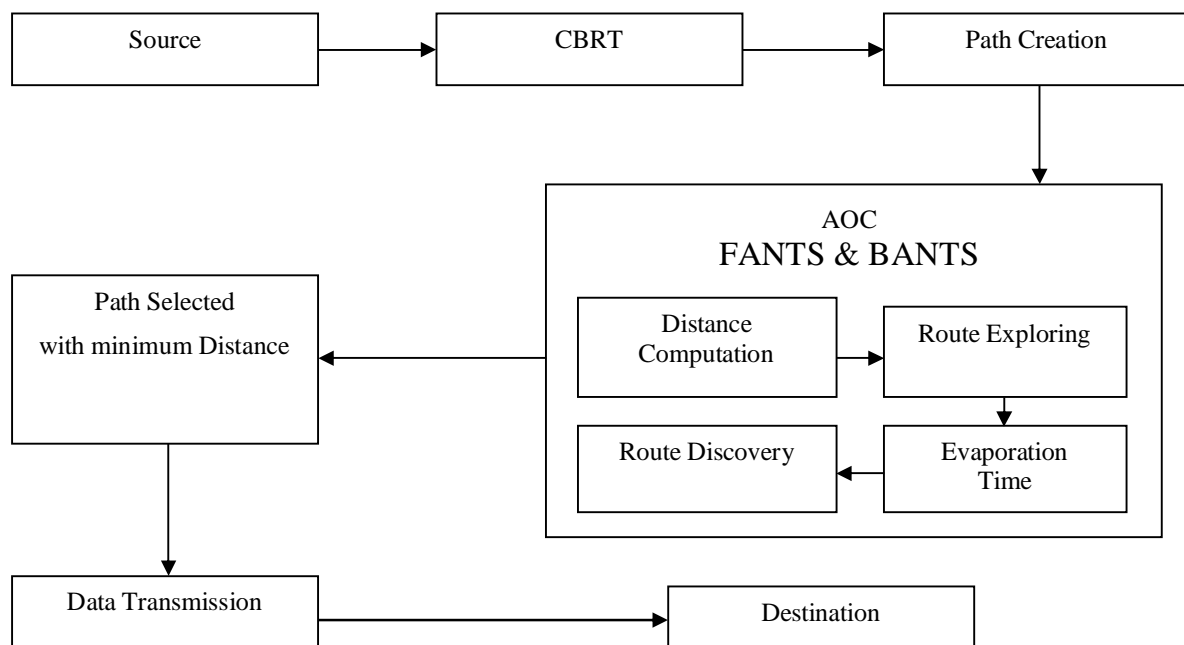 Source
CBRT
Path Creation
AOC
FANTS & BANTS
Path Selected
with minimum Distance
Distance
Computation
Route Exploring
Route Discovery
Evaporation
Time
Data Transmission
Destination